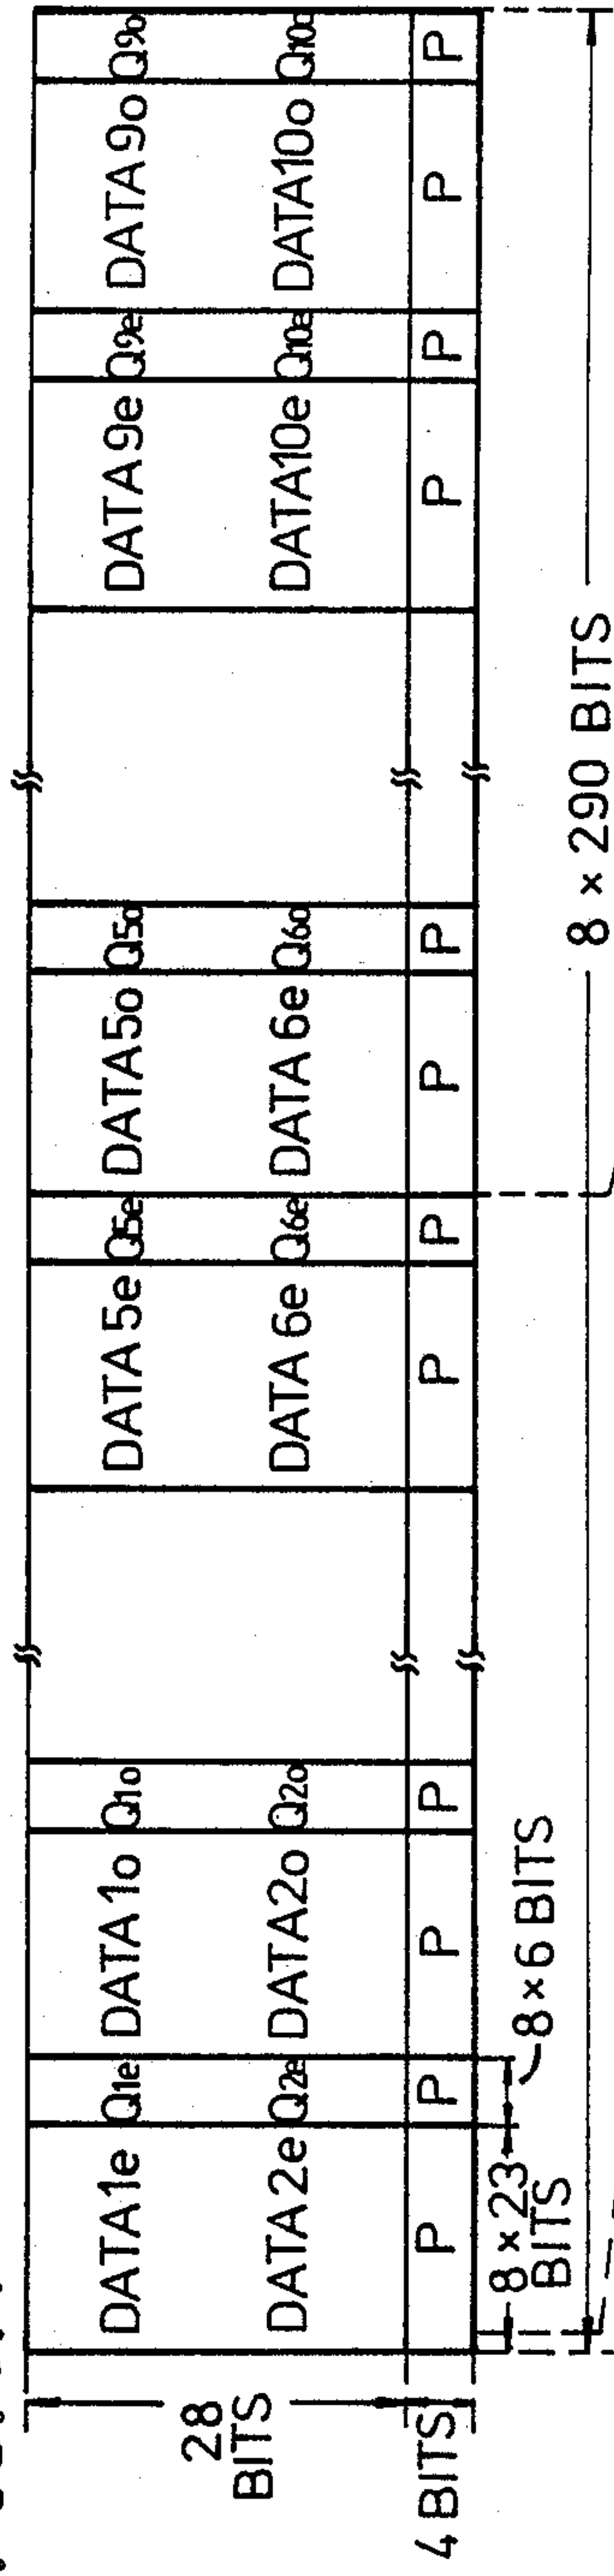 DATA1e Q1e DATA1o Q1o DATA5e Q5e DATA5o Q5o DATA9e Q9e DATA9o Q9o
28 BITS
DATA2e Q2e DATA2o Q2o DATA6e Q6e DATA6e Q6o DATA10e Q10e DATA10o Q10o
4 BITS
P P P P P P P P P P P P
8 × 23 BITS
8×6 BITS
8 × 290 BITS